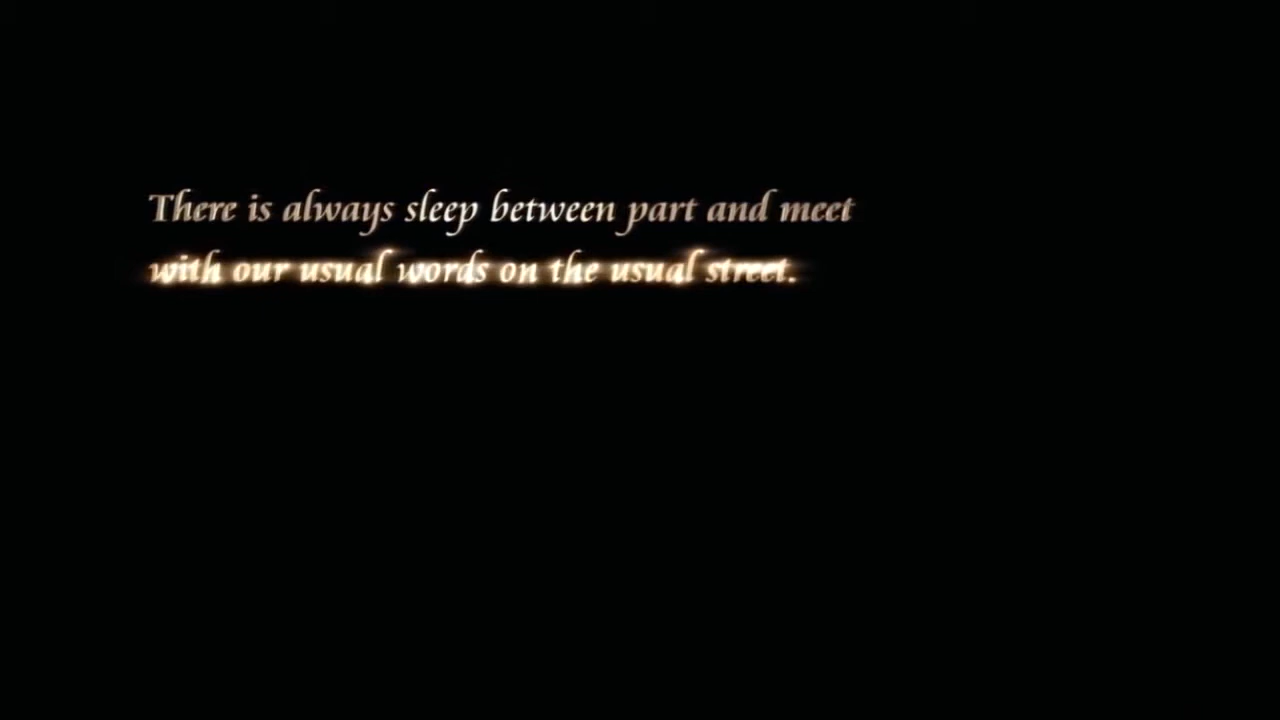 There is always sleep between part and meet
with our usual words on the usual street.